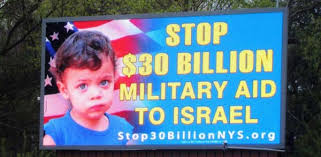 STOP
$30 BILLION
MILITARY AID
TO ISRAEL
Stop30BillionNYS.org